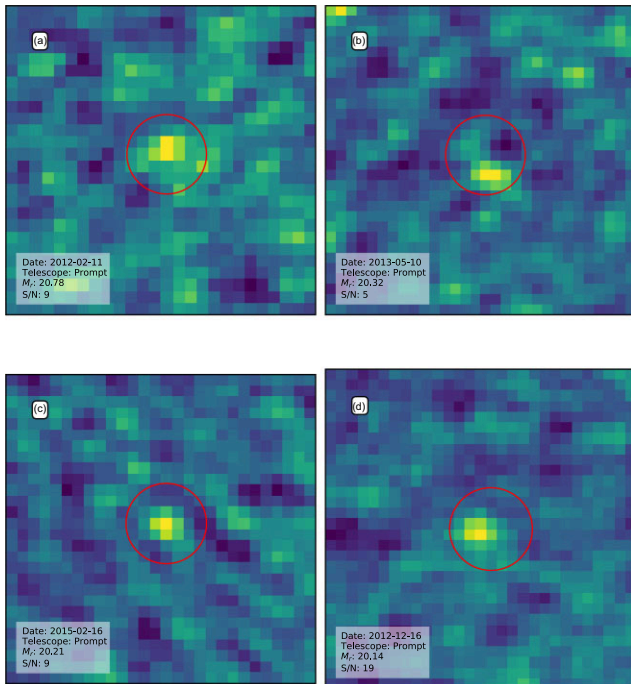 (a)
Date: 2012-02-11
Telescope: Prompt
Mᵣ: 20.78
S/N: 9
(b)
Date: 2013-05-10
Telescope: Prompt
Mᵣ: 20.32
S/N: 5
(c)
Date: 2015-02-16
Telescope: Prompt
Mᵣ: 20.21
S/N: 9
(d)
Date: 2012-12-16
Telescope: Prompt
Mᵣ: 20.14
S/N: 19